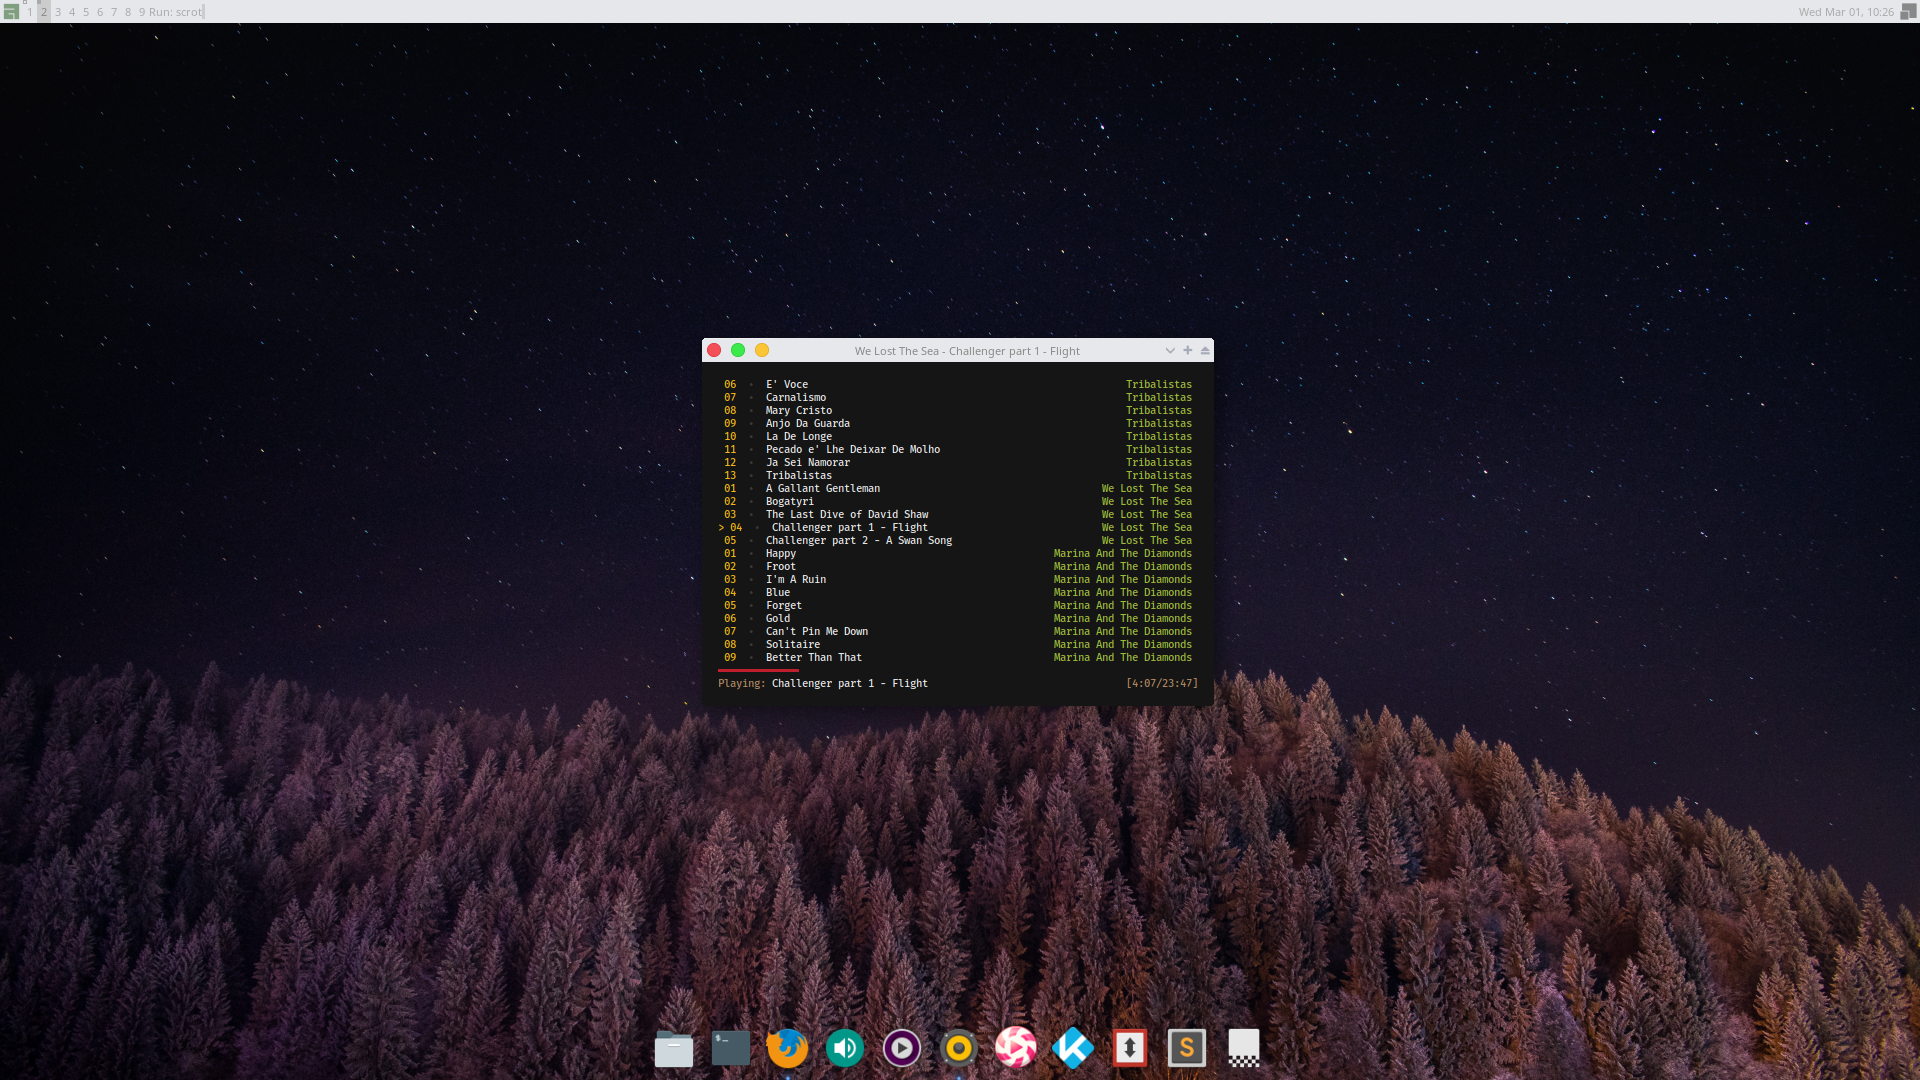 1 2 3 4 5 6 7 8 9 Run: scrot
Wed Mar 01, 10:26
We Lost The Sea - Challenger part 1 - Flight
06 E' Voce Tribalistas
07 Carnalismo Tribalistas
08 Mary Cristo Tribalistas
09 Anjo Da Guarda Tribalistas
10 La De Longe Tribalistas
11 Pecado e' Lhe Deixar De Molho Tribalistas
12 Ja Sei Namorar Tribalistas
13 Tribalistas Tribalistas
01 A Gallant Gentleman We Lost The Sea
02 Bogatyri We Lost The Sea
03 The Last Dive of David Shaw We Lost The Sea
> 04 Challenger part 1 - Flight We Lost The Sea
05 Challenger part 2 - A Swan Song We Lost The Sea
01 Happy Marina And The Diamonds
02 Froot Marina And The Diamonds
03 I'm A Ruin Marina And The Diamonds
04 Blue Marina And The Diamonds
05 Forget Marina And The Diamonds
06 Gold Marina And The Diamonds
07 Can't Pin Me Down Marina And The Diamonds
08 Solitaire Marina And The Diamonds
09 Better Than That Marina And The Diamonds
Playing: Challenger part 1 - Flight [4:07/23:47]
$-
S